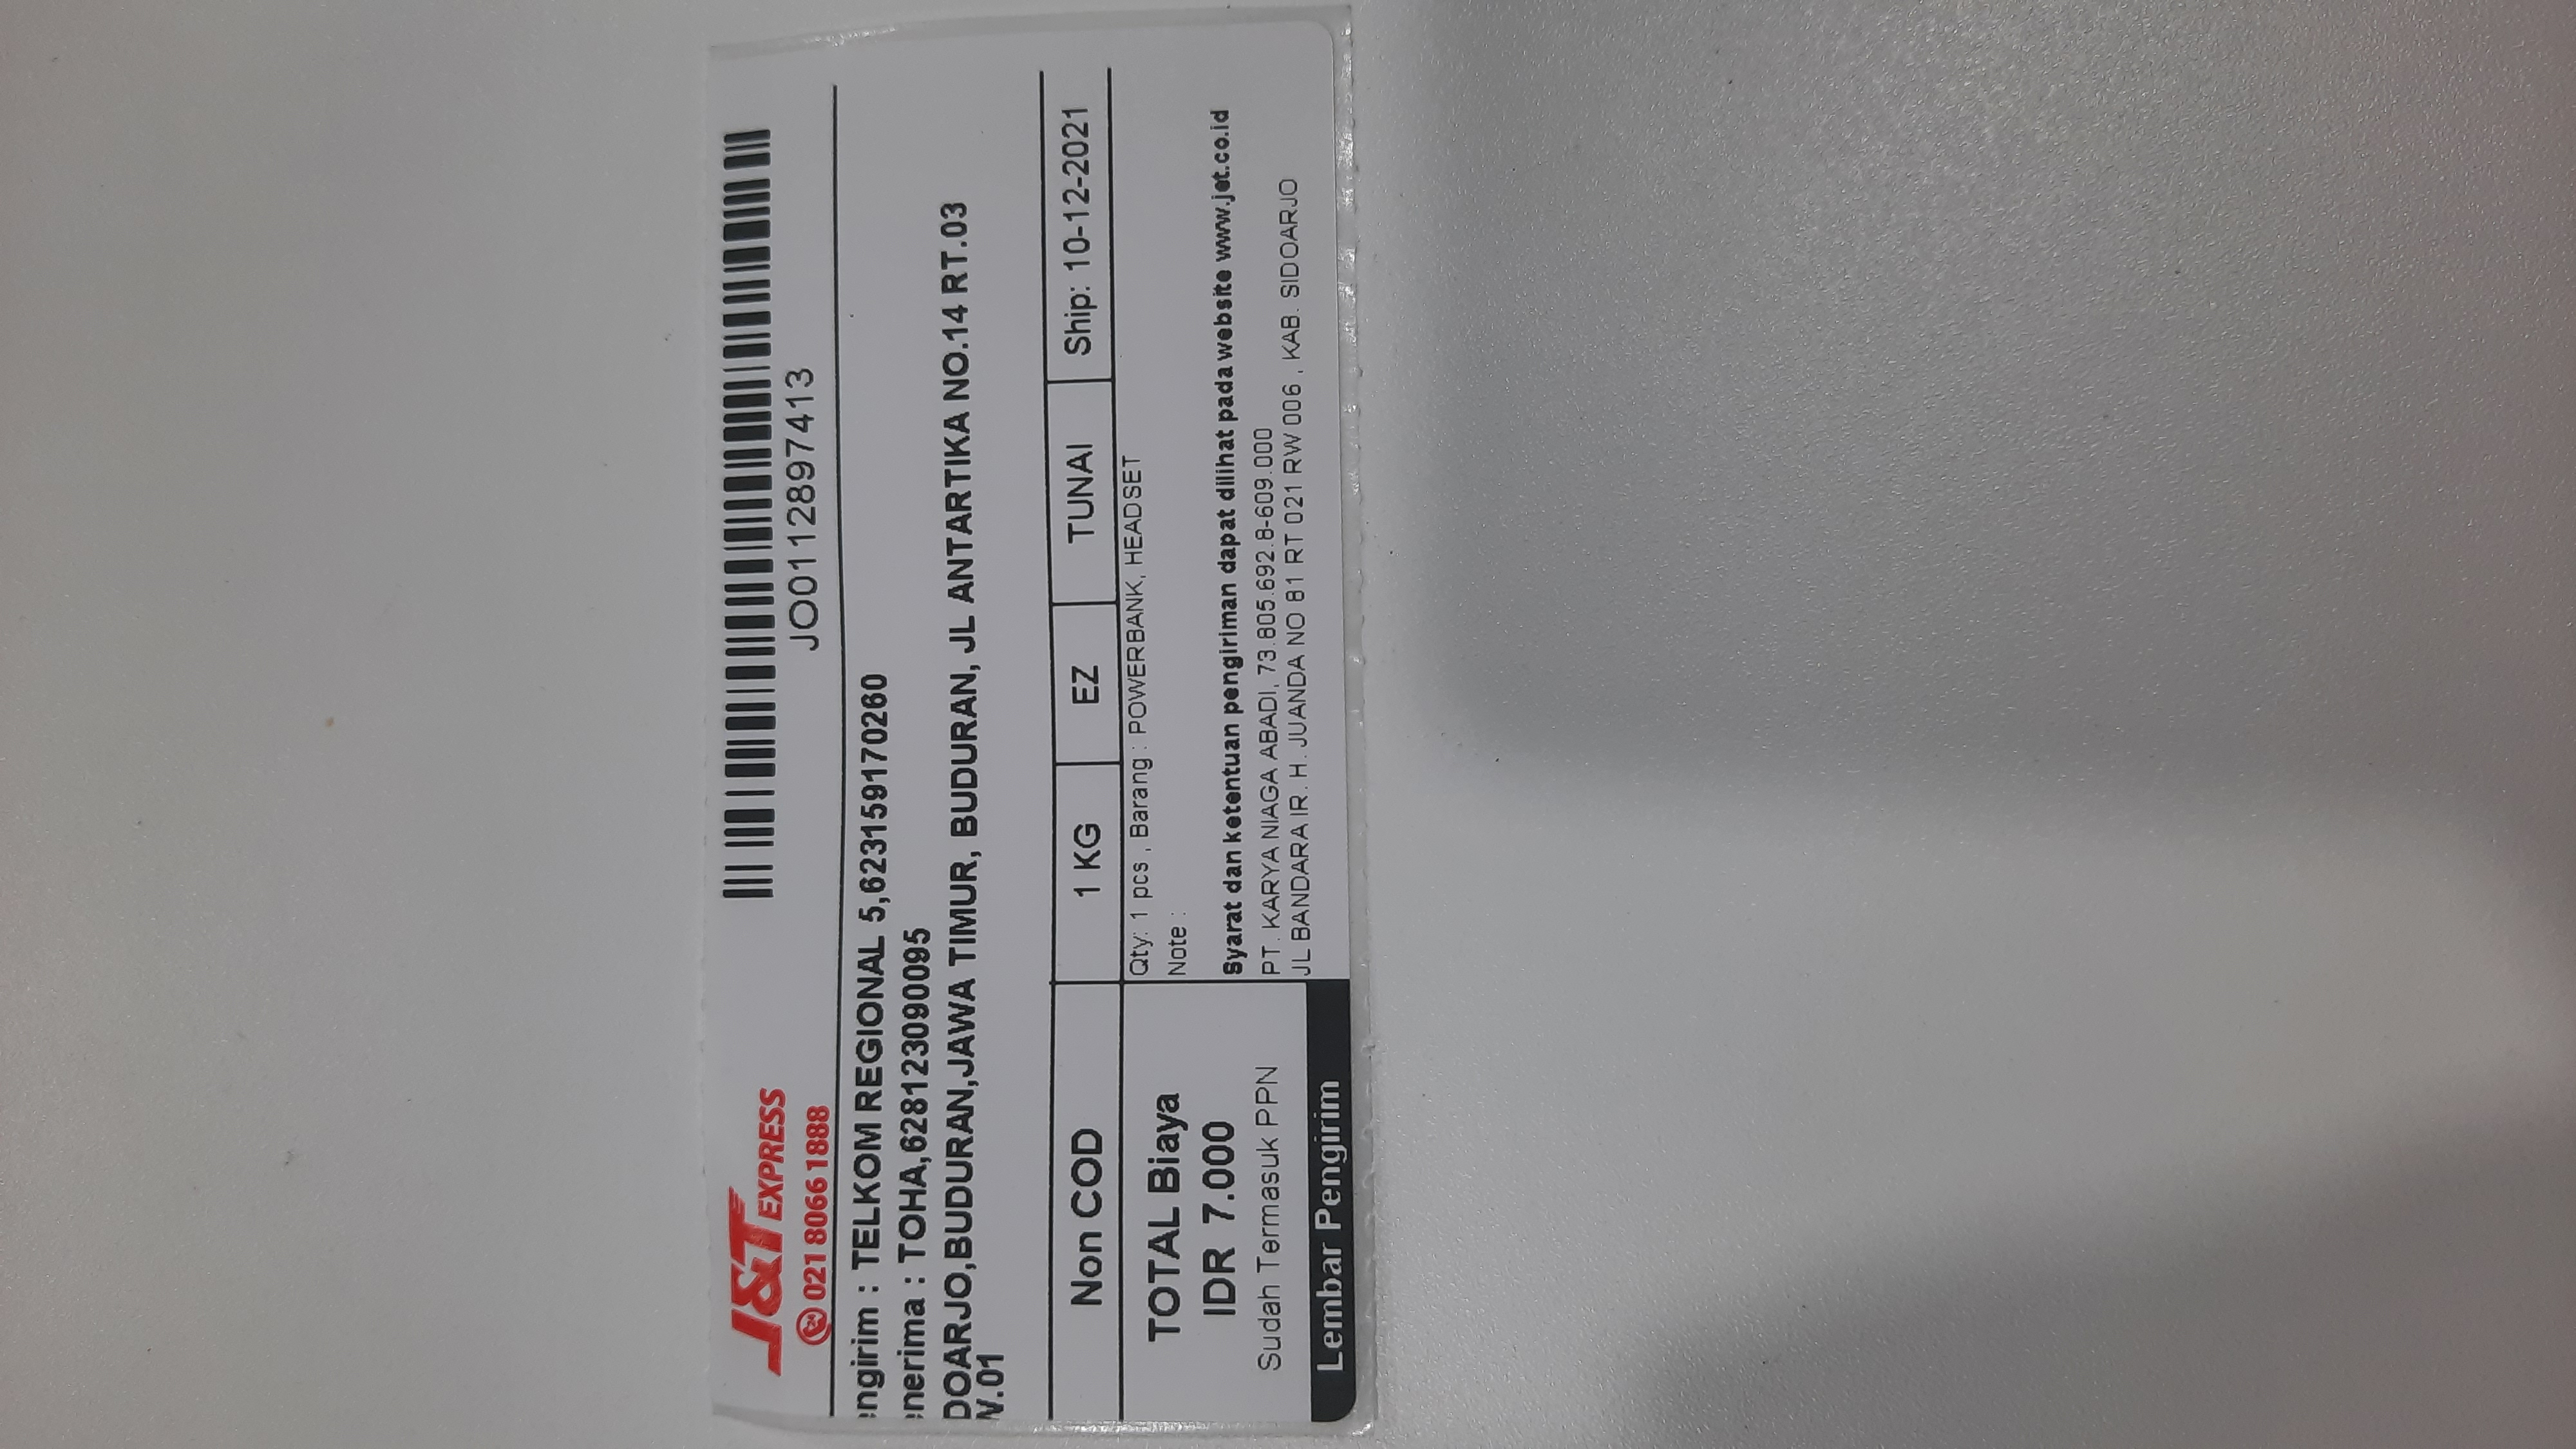 J&T EXPRESS
021 8066 1888
JO0112897413
engirim : TELKOM REGIONAL 5,623159170260
enerima : TOHA,628123090095
DOARJO,BUDURAN,JAWA TIMUR, BUDURAN, JL ANTARTIKA NO.14 RT.03
W.01
Non COD
1 KG
EZ
TUNAI
Ship: 10-12-2021
TOTAL Biaya
IDR 7.000
Sudah Termasuk PPN
Lembar Pengirim
Qty: 1 pcs , Barang : POWERBANK, HEADSET
Note :
Syarat dan ketentuan pengiriman dapat dilihat pada website www.jet.co.id
PT. KARYA NIAGA ABADI, 73.805.692.8-609.000
JL BANDARA IR. H. JUANDA NO 81 RT 021 RW 006 , KAB. SIDOARJO